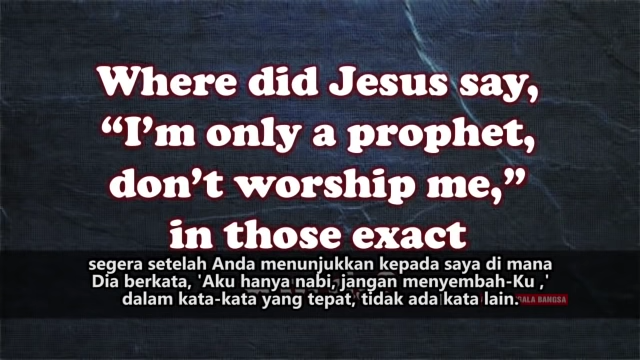 Where did Jesus say,
“I’m only a prophet,
don’t worship me,”
in those exact
segera setelah Anda menunjukkan kepada saya di mana
Dia berkata, 'Aku hanya nabi, jangan menyembah-Ku ,'
dalam kata-kata yang tepat, tidak ada kata lain.
BANGSA